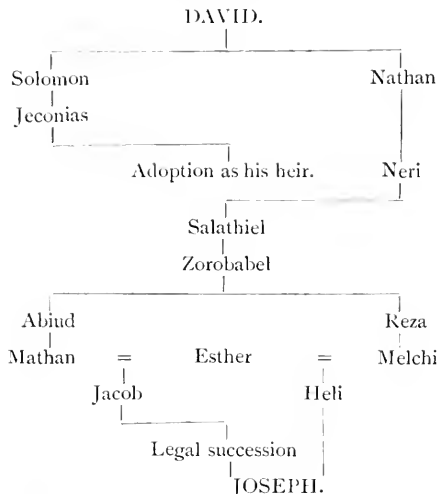 DAVID.
Solomon Nathan
Jeconias
Adoption as his heir. Neri
Salathiel
Zorobabel
Abiud Reza
Mathan = Esther = Melchi
Jacob Heli
Legal succession
JOSEPH.